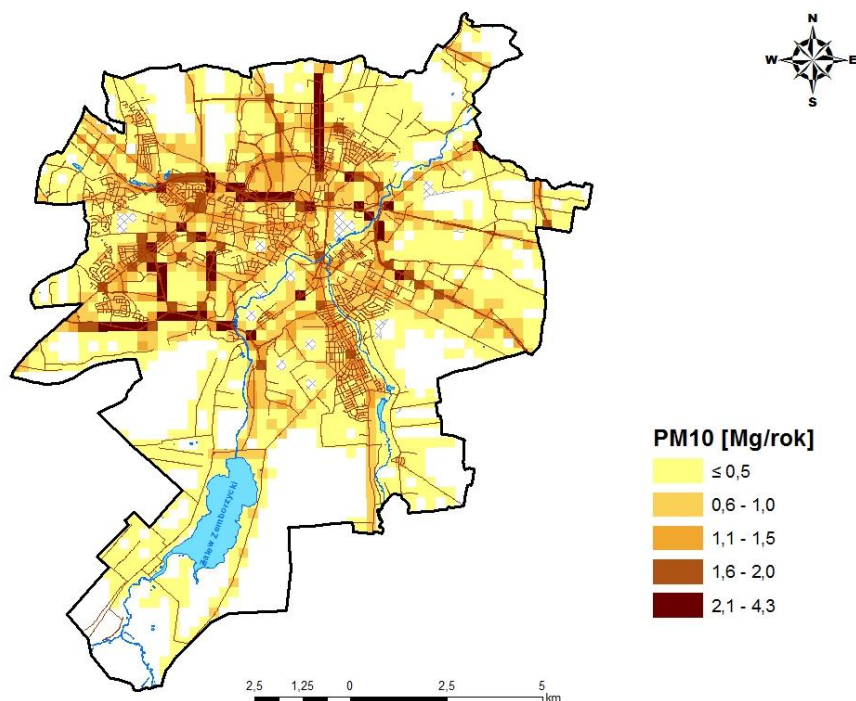 N
W E
S
Zalew Zemborzycki
PM10 [Mg/rok]
≤ 0,5
0,6 - 1,0
1,1 - 1,5
1,6 - 2,0
2,1 - 4,3
2,5 1,25 0 2,5 5
km